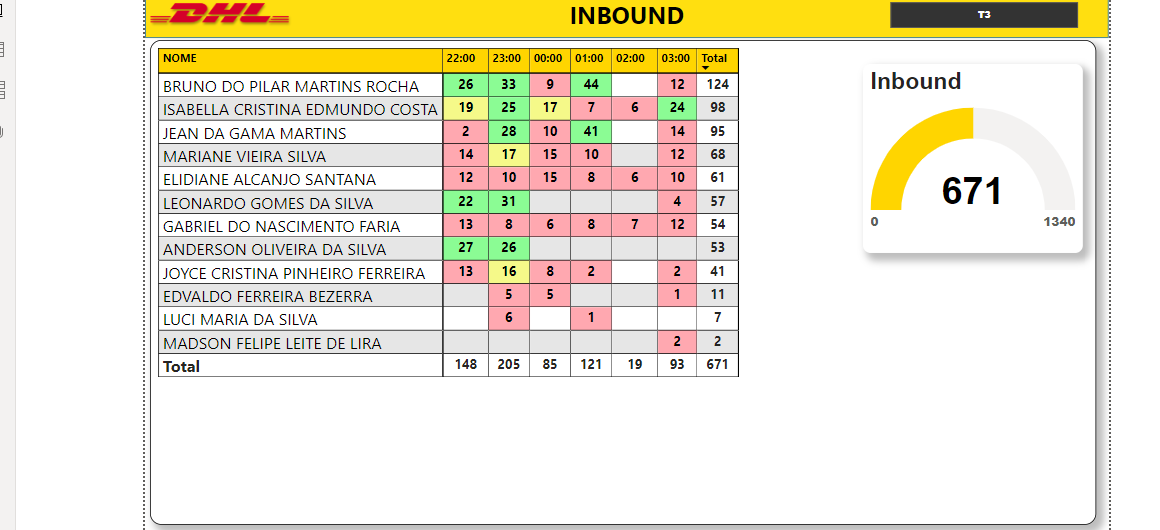 DHL INBOUND T3
NOME 22:00 23:00 00:00 01:00 02:00 03:00 Total
BRUNO DO PILAR MARTINS ROCHA 26 33 9 44 12 124
ISABELLA CRISTINA EDMUNDO COSTA 19 25 17 7 6 24 98
JEAN DA GAMA MARTINS 2 28 10 41 14 95
MARIANE VIEIRA SILVA 14 17 15 10 12 68
ELIDIANE ALCANJO SANTANA 12 10 15 8 6 10 61
LEONARDO GOMES DA SILVA 22 31 4 57
GABRIEL DO NASCIMENTO FARIA 13 8 6 8 7 12 54
ANDERSON OLIVEIRA DA SILVA 27 26 53
JOYCE CRISTINA PINHEIRO FERREIRA 13 16 8 2 2 41
EDVALDO FERREIRA BEZERRA 5 5 1 11
LUCI MARIA DA SILVA 6 1 7
MADSON FELIPE LEITE DE LIRA 2 2
Total 148 205 85 121 19 93 671
Inbound
671
0 1340